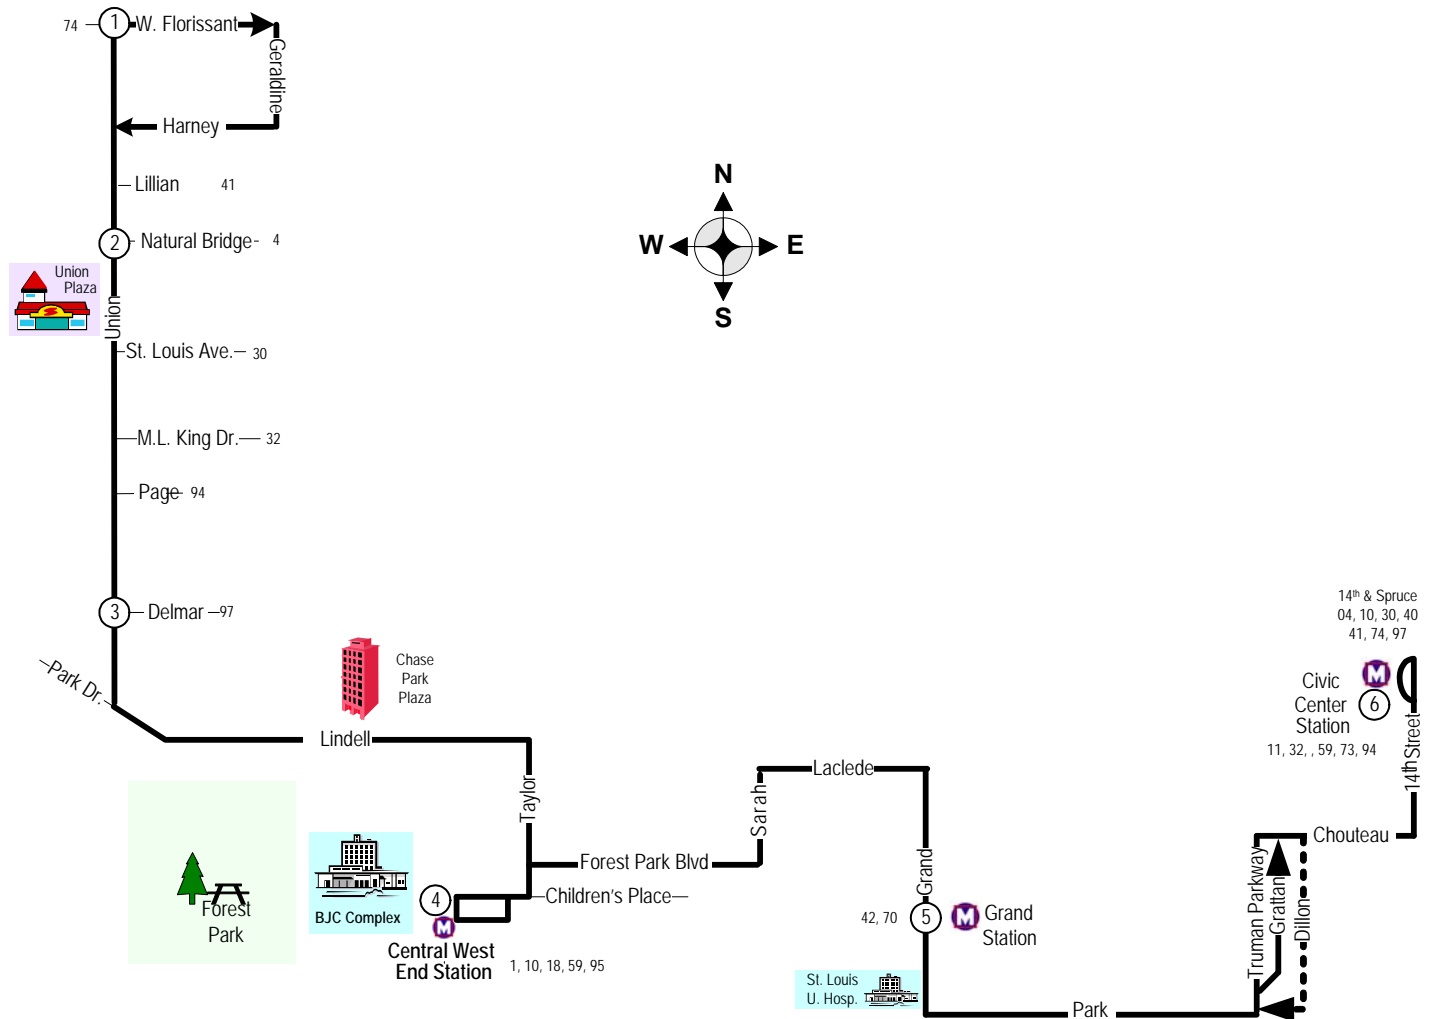 74
1
W. Florissant
Geraldine
Harney
Lillian 41
N
W E
S
2
Natural Bridge- 4
Union
Plaza
Union
St. Louis Ave. 30
M.L. King Dr. 32
Page 94
3
Delmar 97
Park Dr.
Chase
Park
Plaza
Lindell
Taylor
Forest
Park
BJC Complex
4
M
Central West
End Station
1, 10, 18, 59, 95
Children's Place
Forest Park Blvd
Sarah
Laclede
Grand
42, 70
5
M
Grand
Station
St. Louis
U. Hosp.
Park
Truman Parkway
Grattan
Dillon
Chouteau
14th Street
14th & Spruce
04, 10, 30, 40
41, 74, 97
M
Civic
Center
Station
6
11, 32, , 59, 73, 94